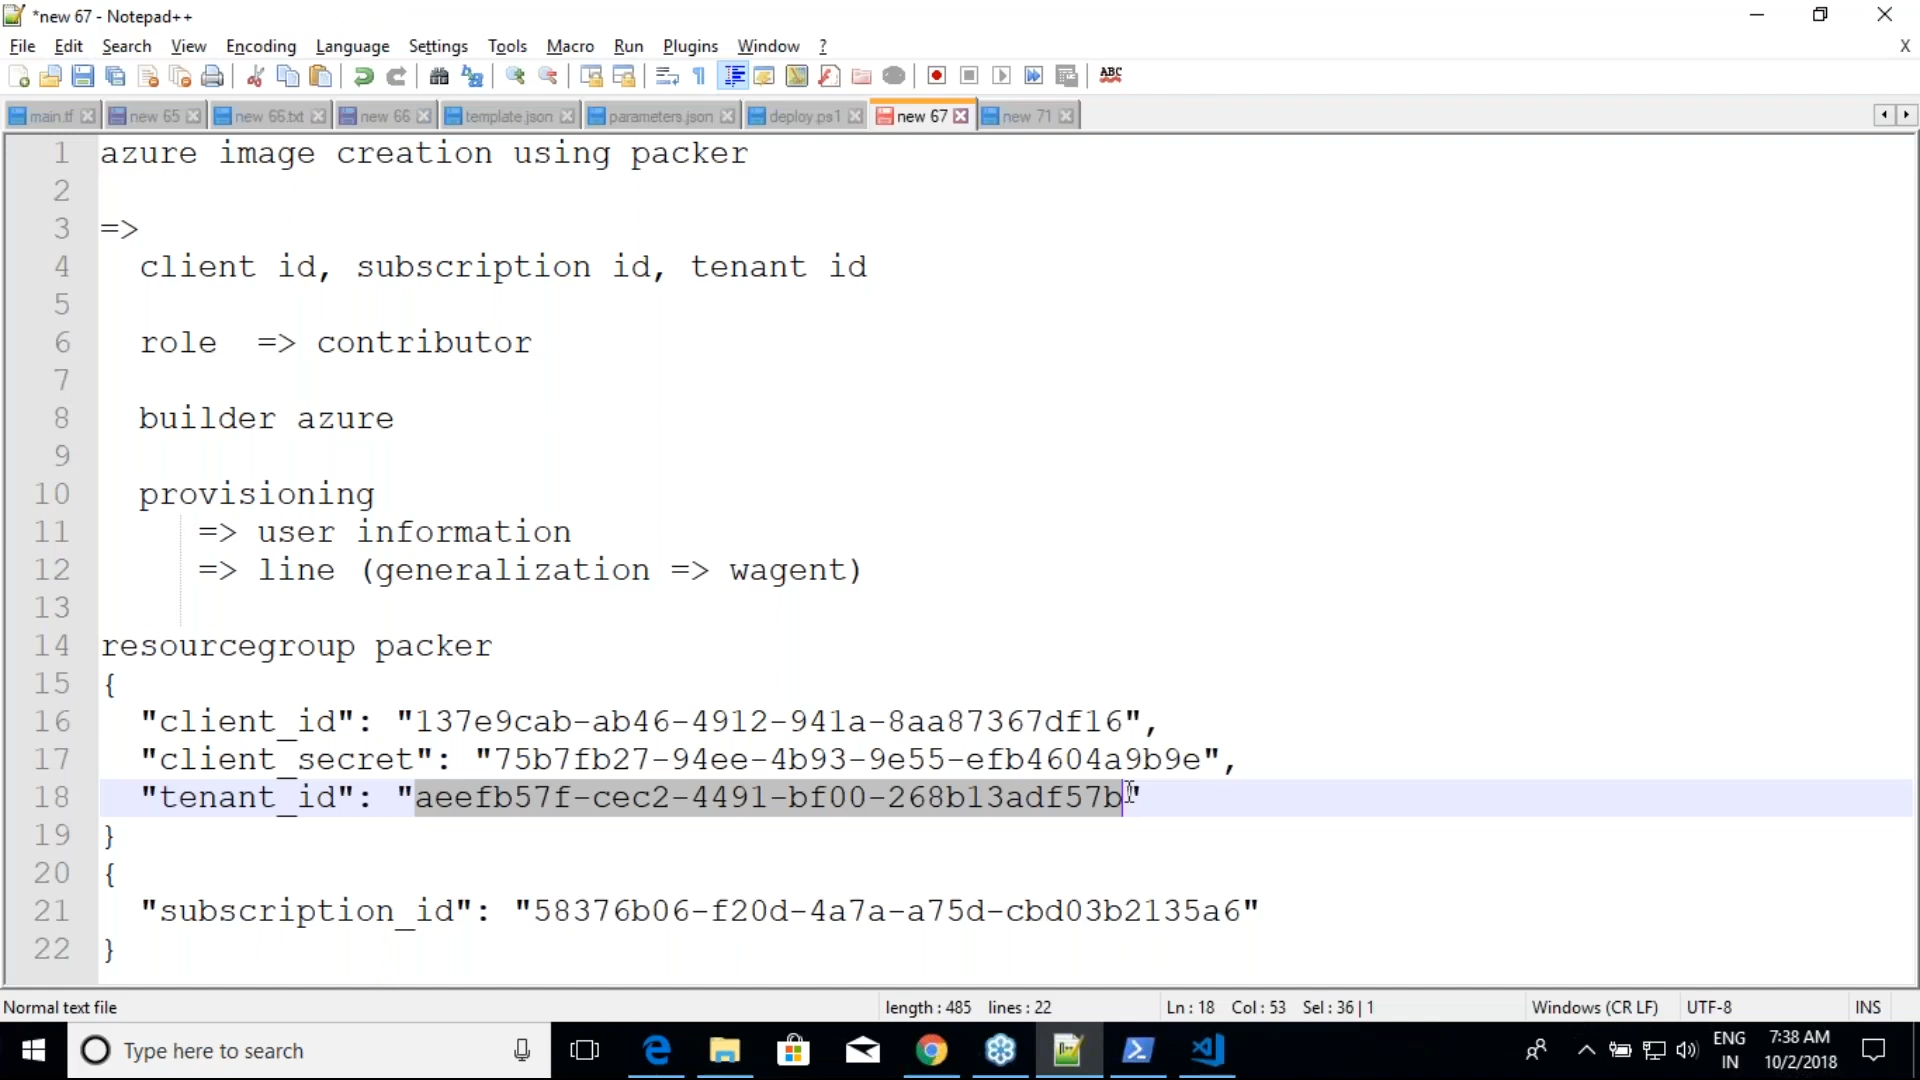 *new 67 - Notepad++
File Edit Search View Encoding Language Settings Tools Macro Run Plugins Window ? X
ABC
main.tf new 65 new 66.txt new 66 template.json parameters.json deploy.ps1 new 67 new 71
1 azure image creation using packer
2
3 =>
4 client id, subscription id, tenant id
5
6 role => contributor
7
8 builder azure
9
10 provisioning
11 => user information
12 => line (generalization => wagent)
13
14 resourcegroup packer
15 {
16 "client_id": "137e9cab-ab46-4912-941a-8aa87367df16",
17 "client_secret": "75b7fb27-94ee-4b93-9e55-efb4604a9b9e",
18 "tenant_id": "aeefb57f-cec2-4491-bf00-268b13adf57b"
19 }
20 {
21 "subscription_id": "58376b06-f20d-4a7a-a75d-cbd03b2135a6"
22 }
Normal text file length : 485 lines : 22 Ln : 18 Col : 53 Sel : 36 | 1 Windows (CR LF) UTF-8 INS
Type here to search
ENG 7:38 AM
IN 10/2/2018